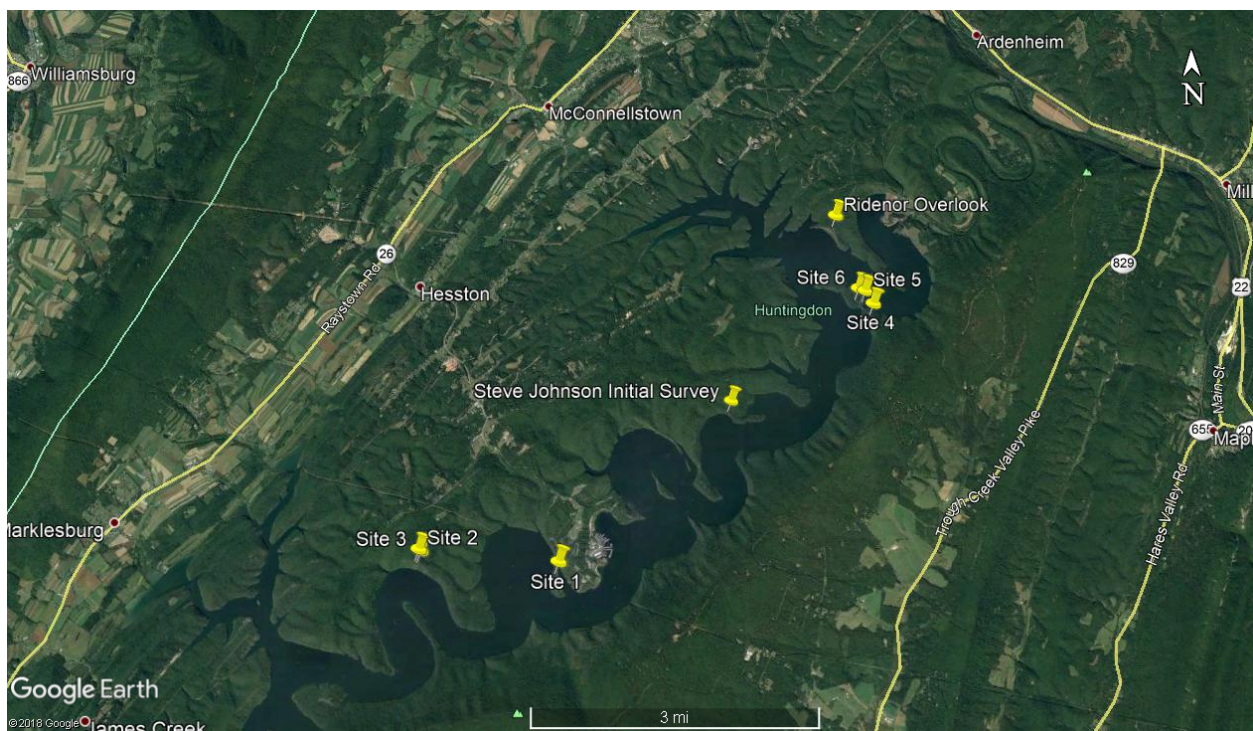 Ardenheim
Williamsburg
866
N
McConnellstown
Ridenor Overlook
829
26
Site 6
Site 5
22
Hesston
Huntingdon
Site 4
Raystown Rd
Steve Johnson Initial Survey
Main St
655
Trough Creek Valley Pike
Hares Valley Rd
Site 3
Site 2
Site 1
Google Earth
3 mi
©2018 Google
James Creek